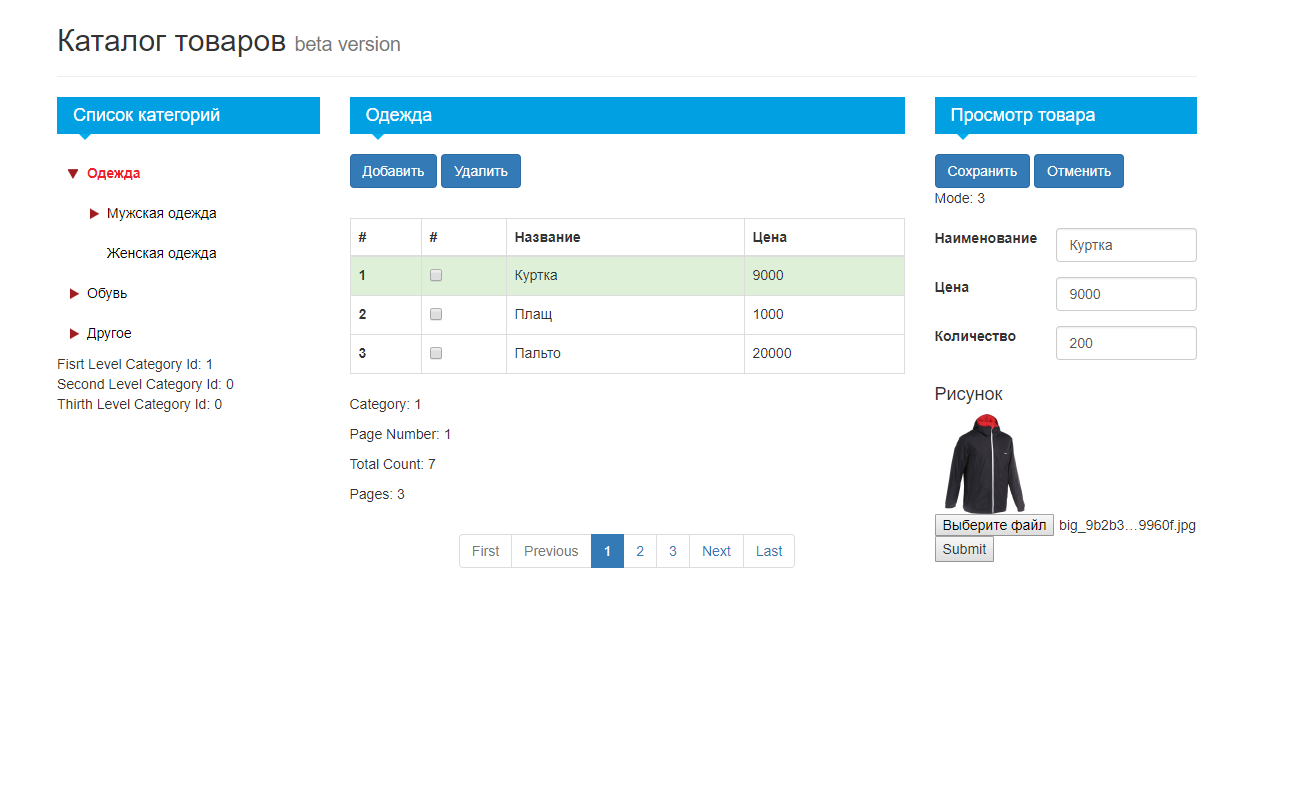 Каталог товаров beta version
Список категорий
Одежда
Мужская одежда
Женская одежда
Обувь
Другое
Fisrt Level Category Id: 1
Second Level Category Id: 0
Thirth Level Category Id: 0
Одежда
Добавить Удалить
# # Название Цена
1 Куртка 9000
2 Плащ 1000
3 Пальто 20000
Category: 1
Page Number: 1
Total Count: 7
Pages: 3
First Previous 1 2 3 Next Last
Просмотр товара
Сохранить Отменить
Mode: 3
Наименование Куртка
Цена 9000
Количество 200
Рисунок
Выберите файл big_9b2b3…9960f.jpg
Submit